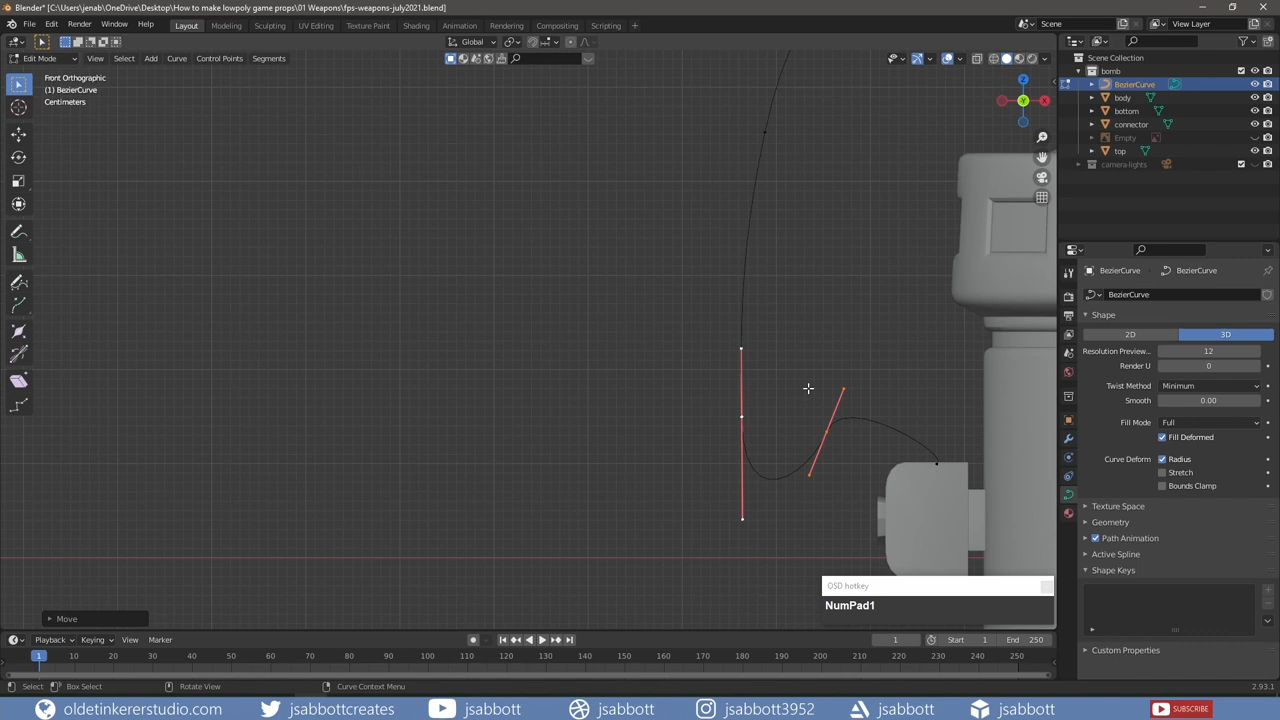 Blender* [C:\Users\jenab\OneDrive\Desktop\How to make lowpoly game props\01 Weapons\fps-weapons-july2021.blend]
File Edit Render Window Help Layout Modeling Sculpting UV Editing Texture Paint Shading Animation Rendering Compositing Scripting + Scene View Layer
Global
Edit Mode View Select Add Curve Control Points Segments
Front Orthographic
(1) BezierCurve
Centimeters
Z
Y
X
Scene Collection
bomb
BezierCurve
body
bottom
connector
Empty
top
camera-lights
BezierCurve BezierCurve
BezierCurve
Shape
2D 3D
Resolution Preview... 12
Render U 0
Twist Method Minimum
Smooth 0.00
Fill Mode Full
Fill Deformed
Curve Deform Radius
Stretch
Bounds Clamp
Texture Space
Geometry
Path Animation
Active Spline
Shape Keys
Custom Properties
OSD hotkey
NumPad1
Move
Playback Keying View Marker 1 Start 1 End 250
1 10 20 30 40 50 60 70 80 90 100 110 120 130 140 150 160 170 180 190 200 210 220 230 240 250
Select Box Select Rotate View Curve Context Menu 2.93.1
oldetinkererstudio.com jsabbottcreates jsabbott jsabbott jsabbott3952 jsabbott jsabbott SUBSCRIBE